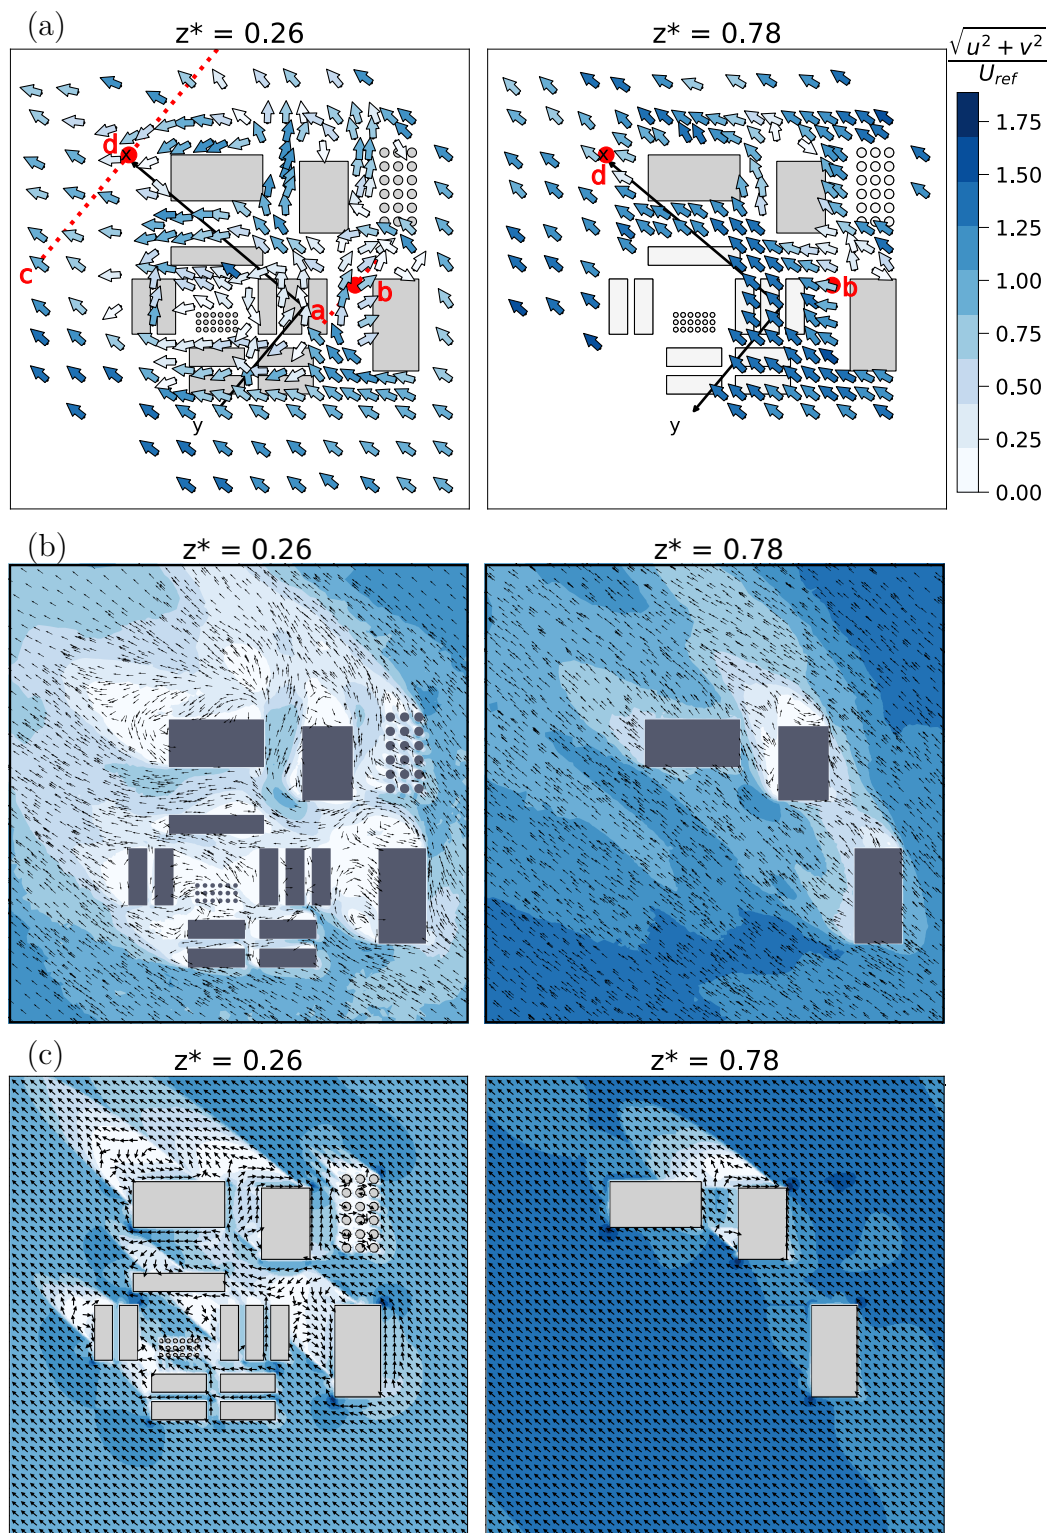 (a)
z* = 0.26
z* = 0.78
√u² + v²
U_ref
1.75
1.50
1.25
1.00
0.75
0.50
0.25
0.00
d
x
c
a
b
y
d
x
b
y
(b)
z* = 0.26
z* = 0.78
(c)
z* = 0.26
z* = 0.78